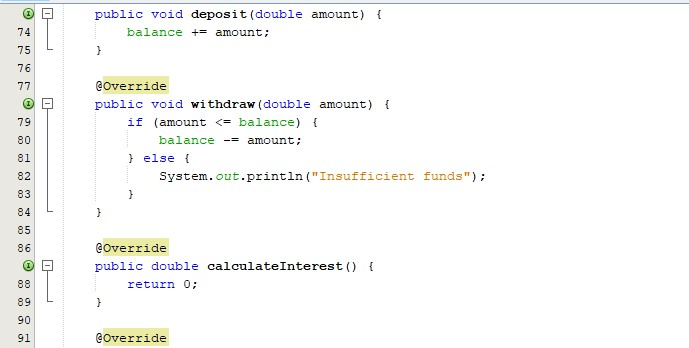 public void deposit(double amount) {
74 balance += amount;
75 }
76
77 @Override
public void withdraw(double amount) {
79 if (amount <= balance) {
80 balance -= amount;
81 } else {
82 System.out.println("Insufficient funds");
83 }
84 }
85
86 @Override
public double calculateInterest() {
88 return 0;
89 }
90
91 @Override